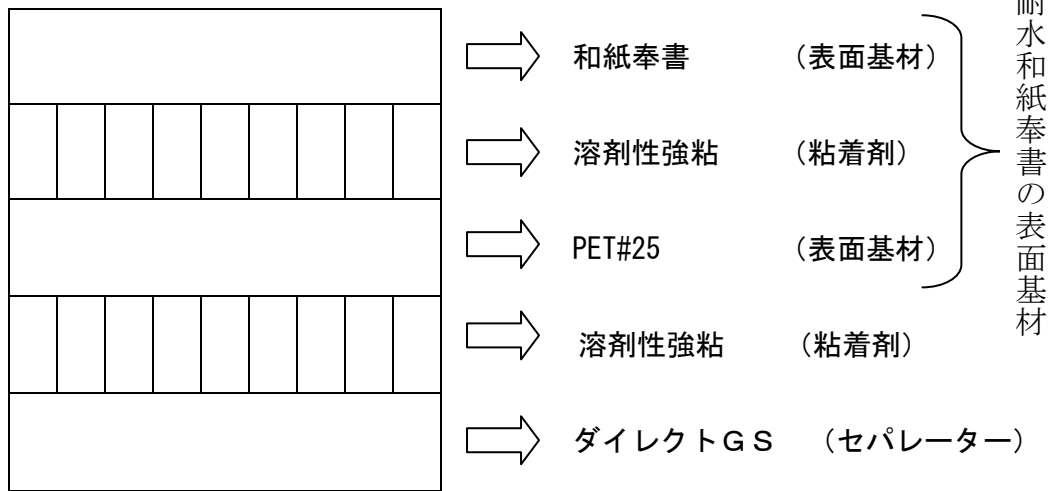 和紙奉書 (表面基材)
溶剤性強粘 (粘着剤)
PET#25 (表面基材)
溶剤性強粘 (粘着剤)
ダイレクトGS (セパレーター)
耐水和紙奉書の表面基材